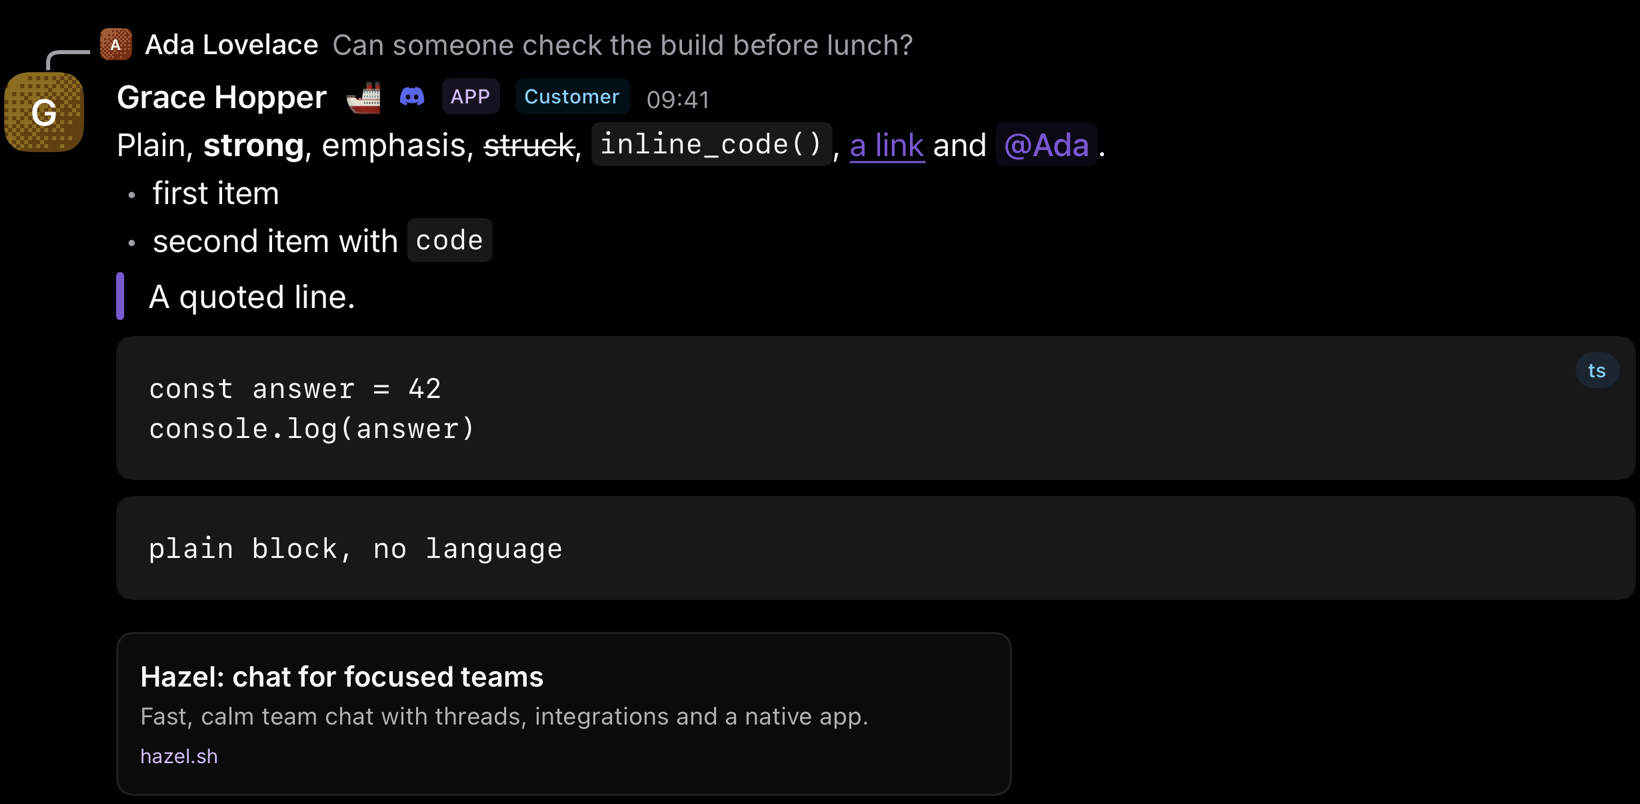 A Ada Lovelace Can someone check the build before lunch?
G
Grace Hopper APP Customer 09:41
Plain, strong, emphasis, struck, inline_code(), a link and @Ada.
• first item
• second item with code
A quoted line.
ts
const answer = 42
console.log(answer)
plain block, no language
Hazel: chat for focused teams
Fast, calm team chat with threads, integrations and a native app.
hazel.sh